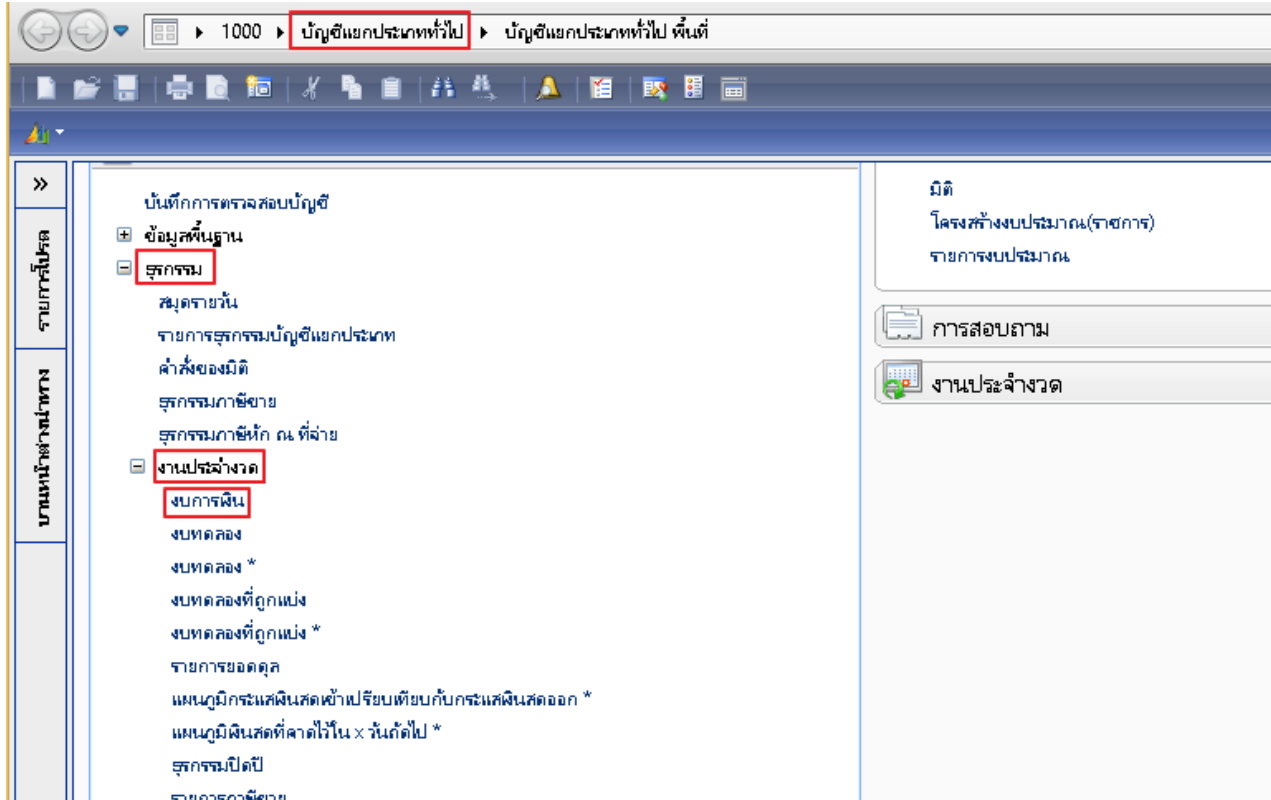 1000 ▸ บัญชีแยกประเภททั่วไป ▸ บัญชีแยกประเภททั่วไป พื้นที่
»
รายการโปรด
บานหน้าต่างนำทาง
บันทึกการตรวจสอบบัญชี
ข้อมูลพื้นฐาน
ธุรกรรม
สมุดรายวัน
รายการธุรกรรมบัญชีแยกประเภท
คำสั่งของมิติ
ธุรกรรมภาษีขาย
ธุรกรรมภาษีหัก ณ ที่จ่าย
งานประจำงวด
งบการเงิน
งบทดลอง
งบทดลอง *
งบทดลองที่ถูกแบ่ง
งบทดลองที่ถูกแบ่ง *
รายการยอดดุล
แผนภูมิกระแสเงินสดเข้าเปรียบเทียบกับกระแสเงินสดออก *
แผนภูมิเงินสดที่คาดไว้ใน x วันถัดไป *
ธุรกรรมปิดปี
รายการภาษีขาย
มิติ
โครงสร้างงบประมาณ(ราชการ)
รายการงบประมาณ
การสอบถาม
งานประจำงวด